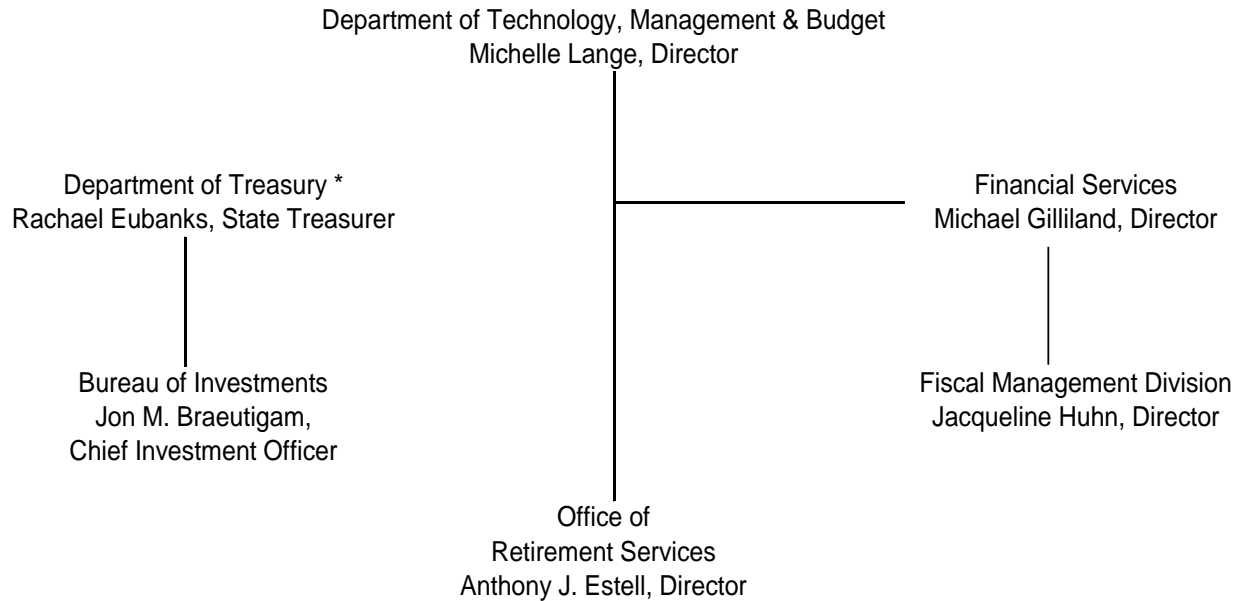 Department of Technology, Management & Budget
Michelle Lange, Director
Department of Treasury *
Rachael Eubanks, State Treasurer
Financial Services
Michael Gilliland, Director
Bureau of Investments
Jon M. Braeutigam,
Chief Investment Officer
Fiscal Management Division
Jacqueline Huhn, Director
Office of
Retirement Services
Anthony J. Estell, Director